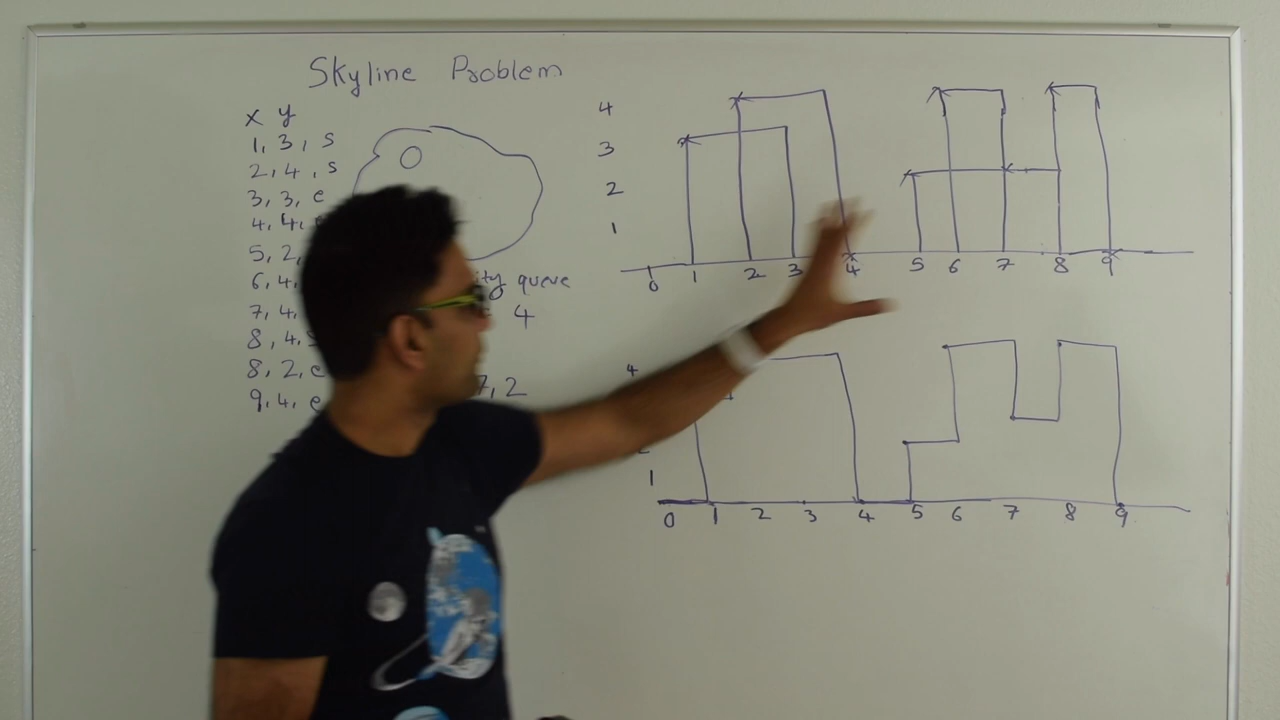 Skyline Problem
x y
1, 3, s
2, 4, s
3, 3, e
4, 4,
5, 2,
6, 4,
7, 4,
8, 4, s
8, 2, e
9, 4, e
0
queue
4
7, 2
4
3
2
1
0 1 2 3 4 5 6 7 8 9
4
1
0 1 2 3 4 5 6 7 8 9